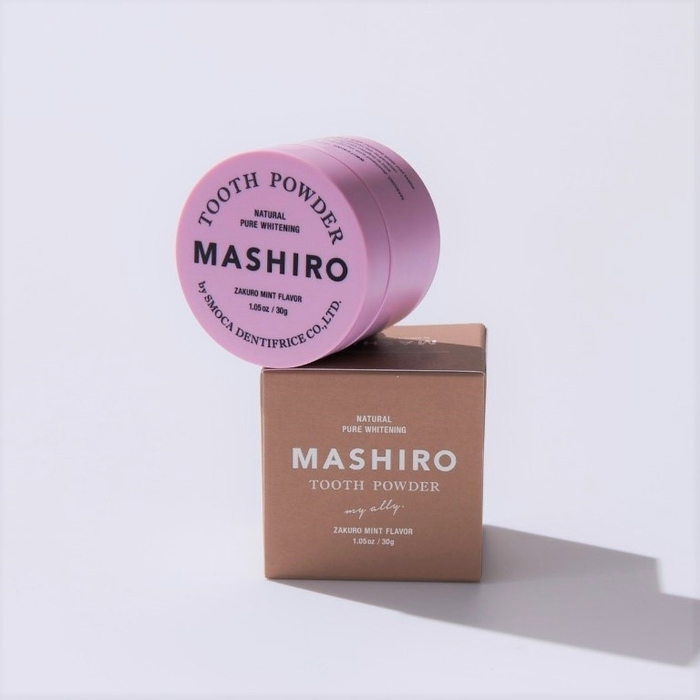 TOOTH POWDER
NATURAL
PURE WHITENING
MASHIRO
ZAKURO MINT FLAVOR
1.05oz / 30g
by SMOCA DENTIFRICE CO., LTD.
NATURAL
PURE WHITENING
MASHIRO
TOOTH POWDER
my ally.
ZAKURO MINT FLAVOR
1.05oz / 30g